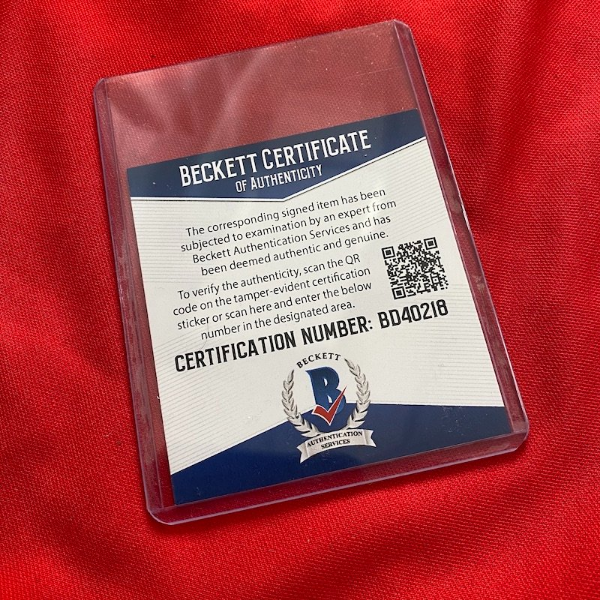 BECKETT CERTIFICATE
OF AUTHENTICITY
The corresponding signed item has been
subjected to examination by an expert from
Beckett Authentication Services and has
been deemed authentic and genuine.
To verify the authenticity, scan the QR
code on the tamper-evident certification
sticker or scan here and enter the below
number in the designated area.
CERTIFICATION NUMBER: BD40218
BECKETT
B
AUTHENTICATION
SERVICES